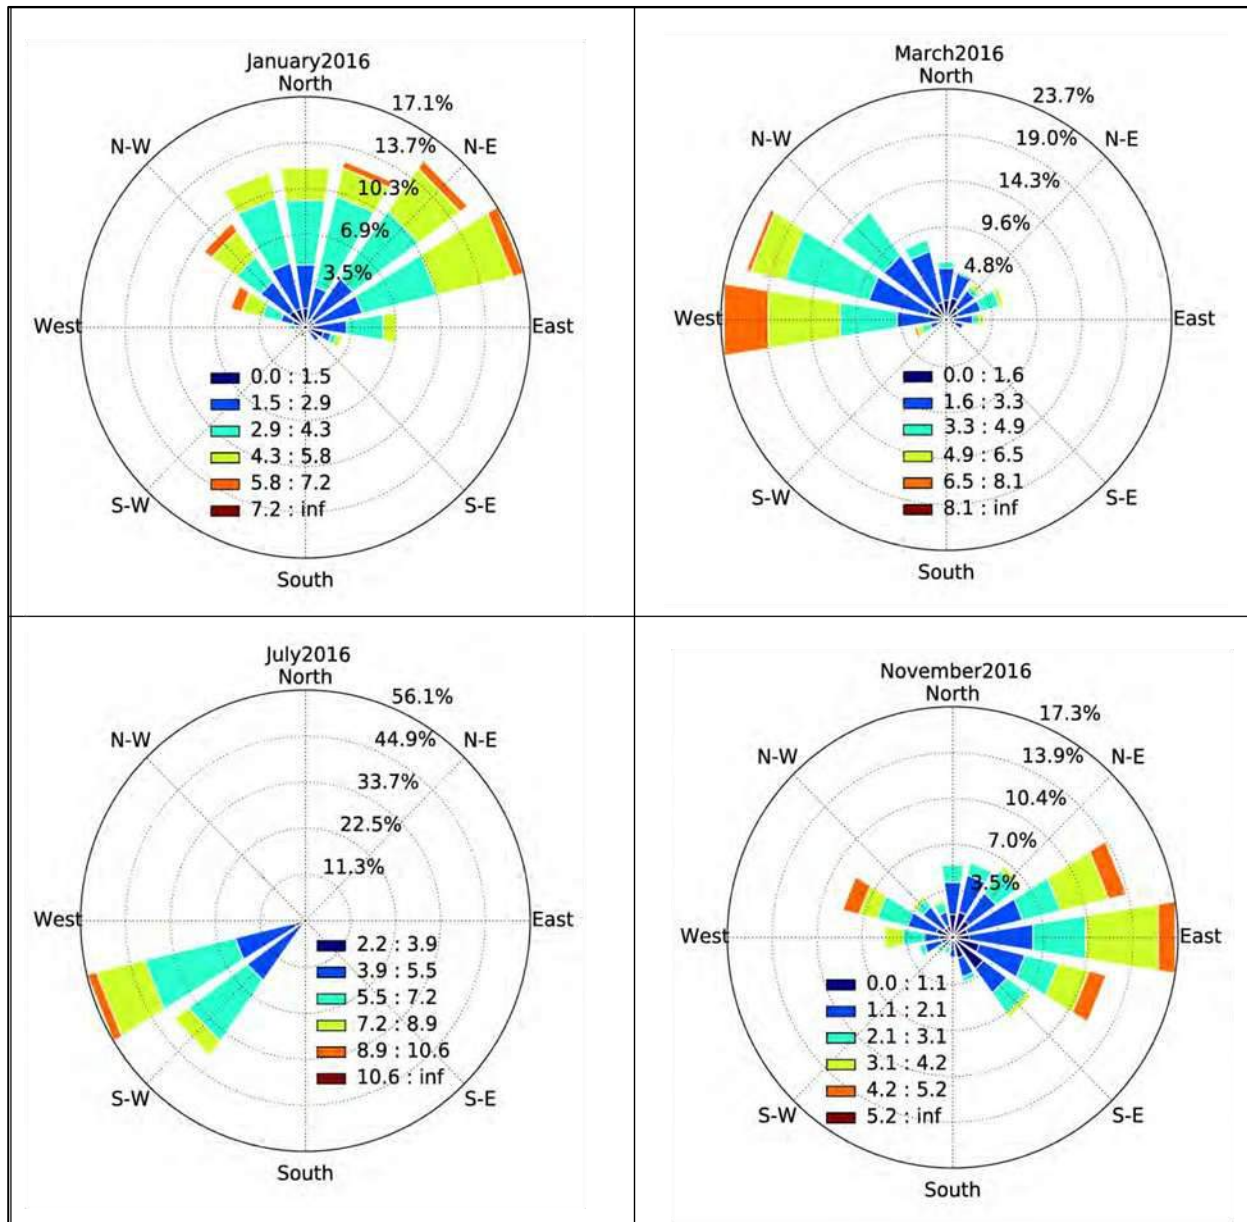 January2016
North
17.1%
13.7%
10.3%
6.9%
3.5%
N-W
N-E
West
East
0.0 : 1.5
1.5 : 2.9
2.9 : 4.3
4.3 : 5.8
5.8 : 7.2
7.2 : inf
S-W
S-E
South
March2016
North
23.7%
19.0%
14.3%
9.6%
4.8%
N-W
N-E
West
East
0.0 : 1.6
1.6 : 3.3
3.3 : 4.9
4.9 : 6.5
6.5 : 8.1
8.1 : inf
S-W
S-E
South
July2016
North
56.1%
44.9%
33.7%
22.5%
11.3%
N-W
N-E
West
East
2.2 : 3.9
3.9 : 5.5
5.5 : 7.2
7.2 : 8.9
8.9 : 10.6
10.6 : inf
S-W
S-E
South
November2016
North
17.3%
13.9%
10.4%
7.0%
3.5%
N-W
N-E
West
East
0.0 : 1.1
1.1 : 2.1
2.1 : 3.1
3.1 : 4.2
4.2 : 5.2
5.2 : inf
S-W
S-E
South